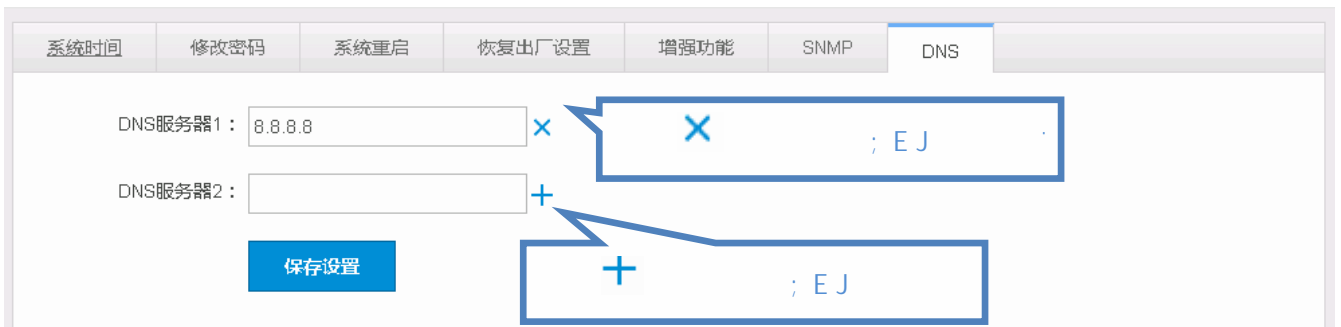 系统时间 修改密码 系统重启 恢复出厂设置 增强功能 SNMP DNS
DNS服务器1： 8.8.8.8
; E J
DNS服务器2：
保存设置
; E J